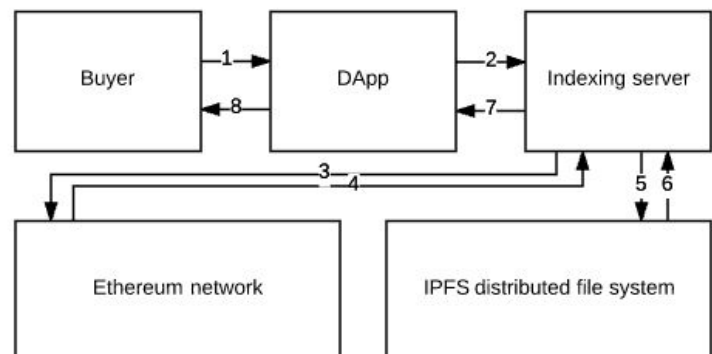 Buyer
1
DApp
2
Indexing server
8
7
3
4
5
6
Ethereum network
IPFS distributed file system